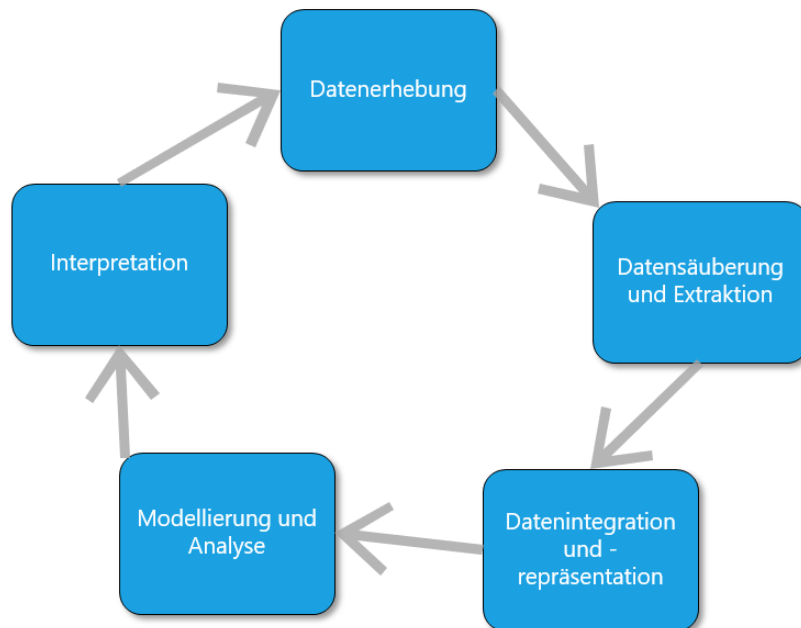 Datenerhebung
Datensäuberung
und Extraktion
Datenintegration
und -
repräsentation
Modellierung und
Analyse
Interpretation